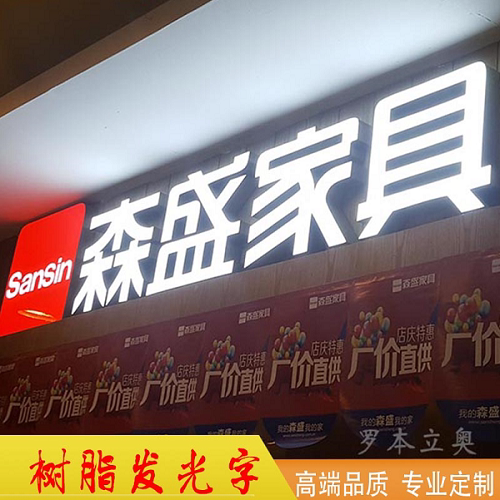 SanSin
森盛家具
森盛家具
店庆特惠
厂价直供
我的森盛我的家
罗本立奥
树脂发光字
高端品质 专业定制